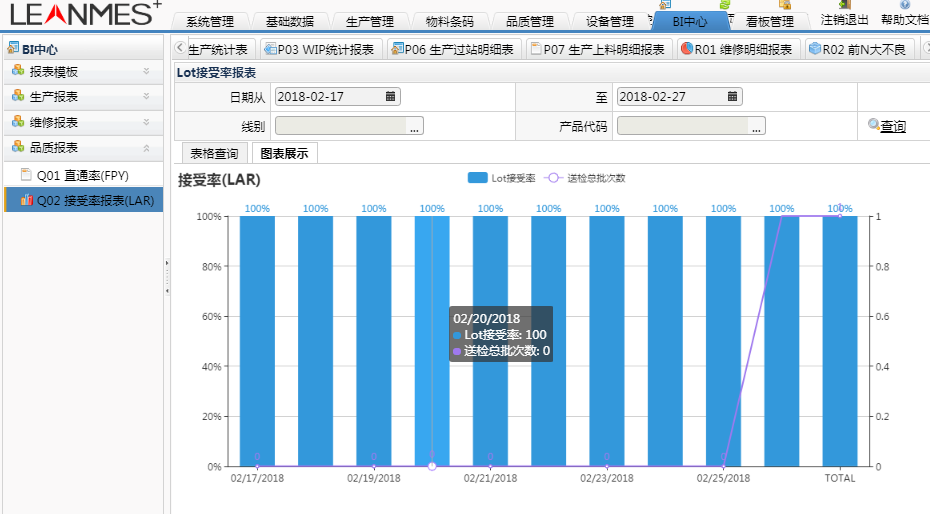 LEANMES+
系统管理 基础数据 生产管理 物料条码 品质管理 设备管理 BI中心 看板管理 注销退出 帮助文档
BI中心
报表模板
生产报表
维修报表
品质报表
Q01 直通率(FPY)
Q02 接受率报表(LAR)
生产统计表 P03 WIP统计报表 P06 生产过站明细表 P07 生产上料明细报表 R01 维修明细报表 R02 前N大不良
Lot接受率报表
日期从 2018-02-17 至 2018-02-27
线别 ... 产品代码 ... 查询
表格查询 图表展示
接受率(LAR)
Lot接受率 送检总批次数
100% 100% 100% 100% 100% 100% 100% 100% 100% 100% 100%
100% 1
80% 0.8
60% 0.6
40% 0.4
20% 0.2
0% 0
02/20/2018
Lot接受率: 100
送检总批次数: 0
0 0 0 0 0
02/17/2018 02/19/2018 02/21/2018 02/23/2018 02/25/2018 TOTAL